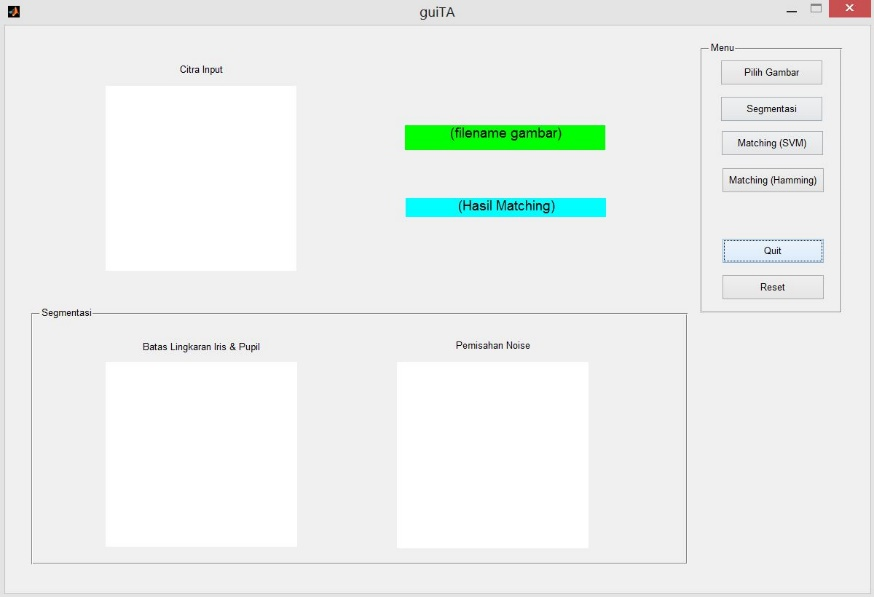 guiTA
Citra Input
(filename gambar)
(Hasil Matching)
Menu
Pilih Gambar
Segmentasi
Matching (SVM)
Matching (Hamming)
Quit
Reset
Segmentasi
Batas Lingkaran Iris & Pupil
Pemisahan Noise